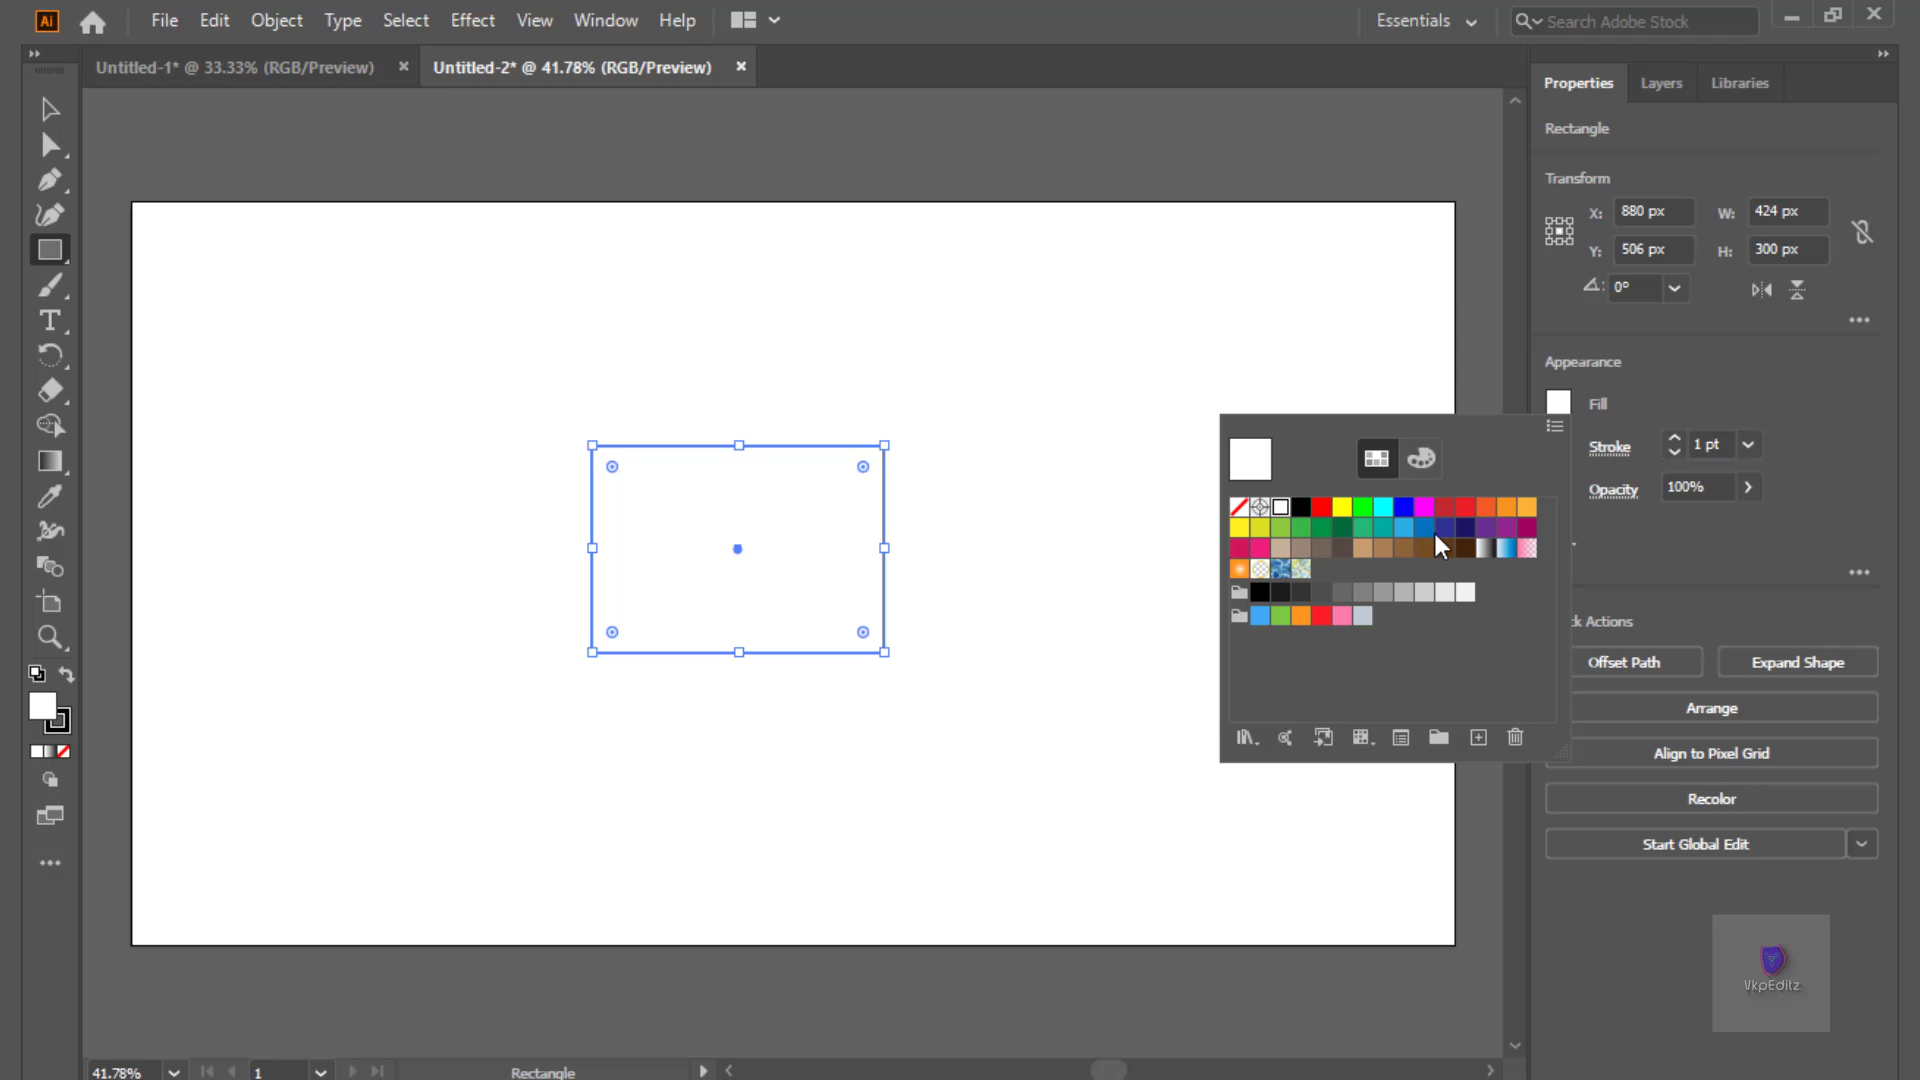 Ai File Edit Object Type Select Effect View Window Help Essentials Search Adobe Stock
Untitled-1* @ 33.33% (RGB/Preview) Untitled-2* @ 41.78% (RGB/Preview)
Properties Layers Libraries
Rectangle
Transform
X: 880 px W: 424 px
Y: 506 px H: 300 px
0°
Appearance
Fill
Stroke 1 pt
Opacity 100%
ck Actions
Offset Path Expand Shape
Arrange
Align to Pixel Grid
Recolor
Start Global Edit
VkpEditz
41.78% 1 Rectangle